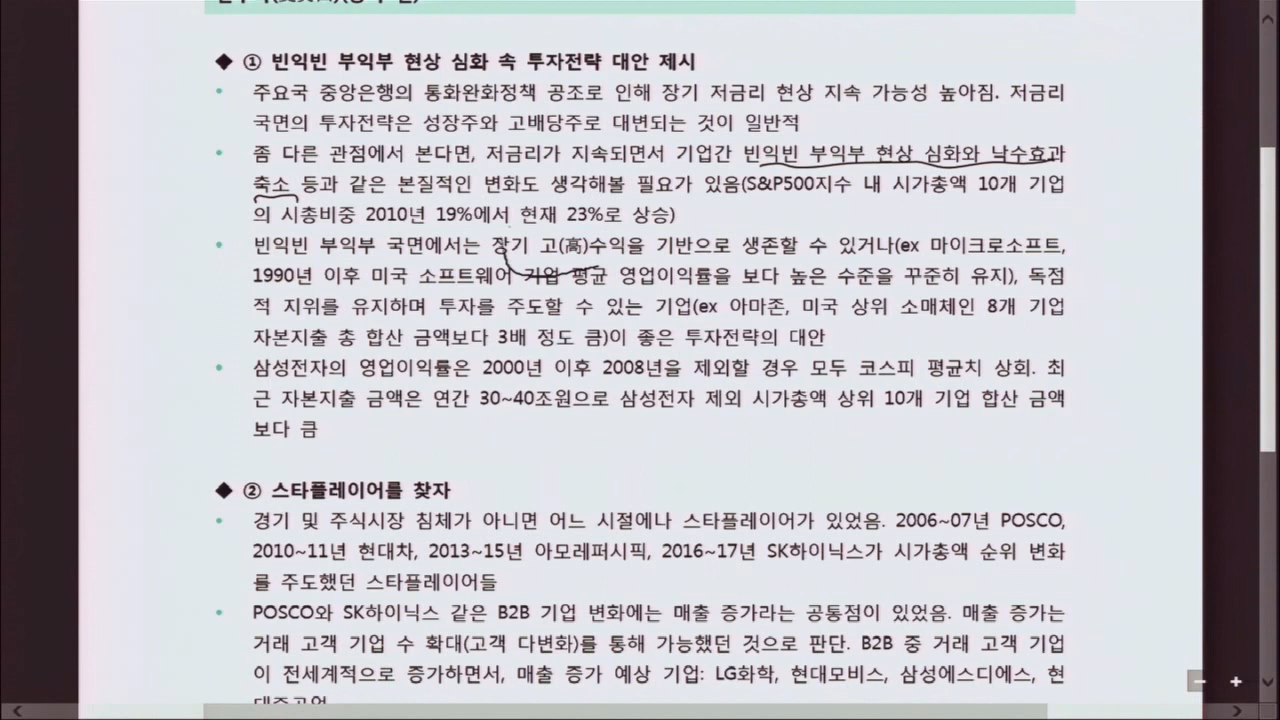 ◆ ① 빈익빈 부익부 현상 심화 속 투자전략 대안 제시
• 주요국 중앙은행의 통화완화정책 공조로 인해 장기 저금리 현상 지속 가능성 높아짐. 저금리
국면의 투자전략은 성장주와 고배당주로 대변되는 것이 일반적
• 좀 다른 관점에서 본다면, 저금리가 지속되면서 기업간 빈익빈 부익부 현상 심화와 낙수효과
축소 등과 같은 본질적인 변화도 생각해볼 필요가 있음(S&P500지수 내 시가총액 10개 기업
의 시총비중 2010년 19%에서 현재 23%로 상승)
• 빈익빈 부익부 국면에서는 장기 고(高)수익을 기반으로 생존할 수 있거나(ex 마이크로소프트,
1990년 이후 미국 소프트웨어 기업 평균 영업이익률을 보다 높은 수준을 꾸준히 유지), 독점
적 지위를 유지하며 투자를 주도할 수 있는 기업(ex 아마존, 미국 상위 소매체인 8개 기업
자본지출 총 합산 금액보다 3배 정도 큼)이 좋은 투자전략의 대안
• 삼성전자의 영업이익률은 2000년 이후 2008년을 제외할 경우 모두 코스피 평균치 상회. 최
근 자본지출 금액은 연간 30~40조원으로 삼성전자 제외 시가총액 상위 10개 기업 합산 금액
보다 큼
◆ ② 스타플레이어를 찾자
• 경기 및 주식시장 침체가 아니면 어느 시절에나 스타플레이어가 있었음. 2006~07년 POSCO,
2010~11년 현대차, 2013~15년 아모레퍼시픽, 2016~17년 SK하이닉스가 시가총액 순위 변화
를 주도했던 스타플레이어들
• POSCO와 SK하이닉스 같은 B2B 기업 변화에는 매출 증가라는 공통점이 있었음. 매출 증가는
거래 고객 기업 수 확대(고객 다변화)를 통해 가능했던 것으로 판단. B2B 중 거래 고객 기업
이 전세계적으로 증가하면서, 매출 증가 예상 기업: LG화학, 현대모비스, 삼성에스디에스, 현